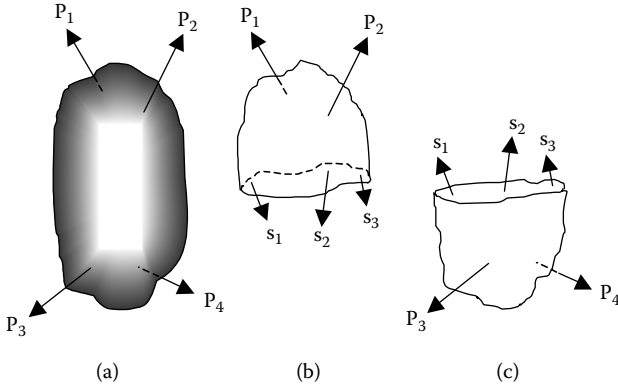 P₁ P₂ P₁ P₂
s₁ s₂ s₃
s₁ s₂ s₃
P₃ P₄ P₃ P₄
(a) (b) (c)